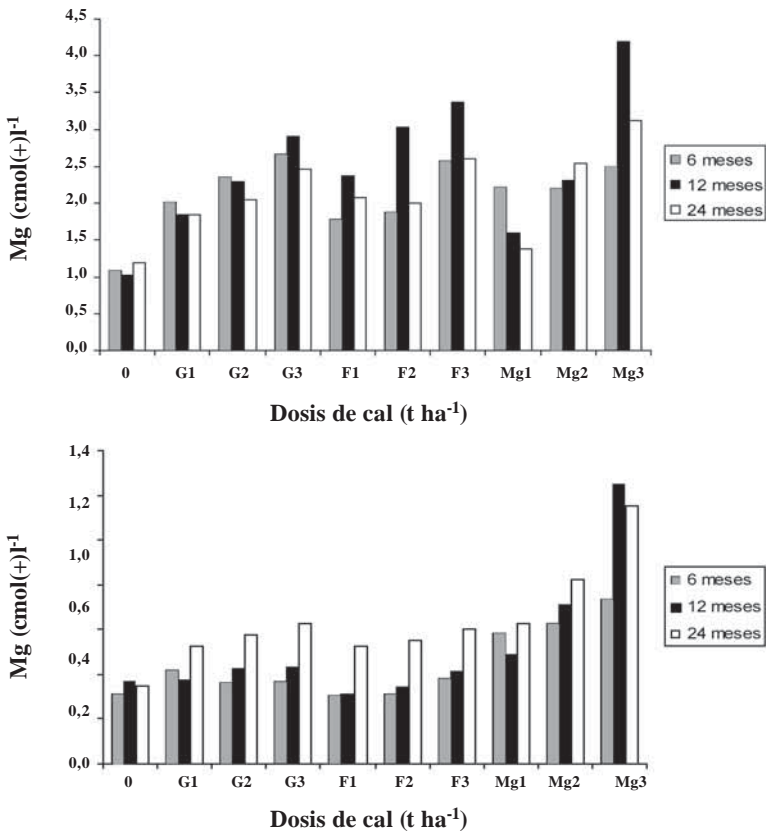 4,5
3,0
4,5
3,0
2,5
2,0
1,5
1,0
0,5
0,0
Mg (cmol(+)l-1
0 G1 G2 G3 F1 F2 F3 Mg1 Mg2 Mg3
Dosis de cal (t ha-1)
6 meses
12 meses
24 meses
1,4
1,2
1,0
0,6
0,4
0,2
0,0
Mg (cmol(+)l-1
0 G1 G2 G3 F1 F2 F3 Mg1 Mg2 Mg3
Dosis de cal (t ha-1)
6 meses
12 meses
24 meses